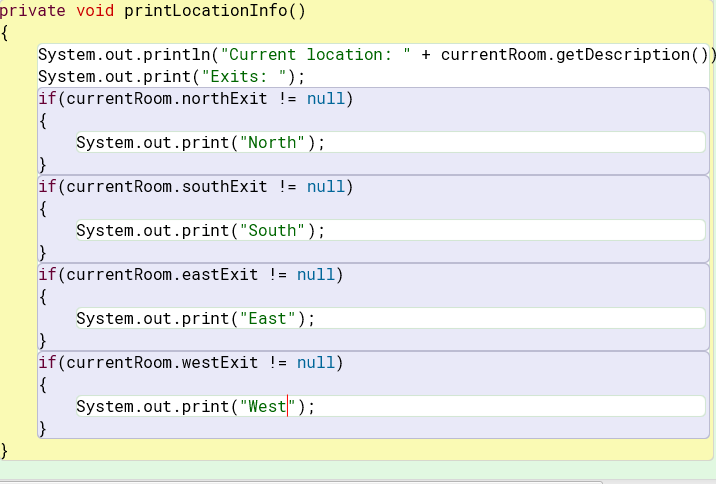 private void printLocationInfo()
{
System.out.println("Current location: " + currentRoom.getDescription())
System.out.print("Exits: ");
if(currentRoom.northExit != null)
{
System.out.print("North");
}
if(currentRoom.southExit != null)
{
System.out.print("South");
}
if(currentRoom.eastExit != null)
{
System.out.print("East");
}
if(currentRoom.westExit != null)
{
System.out.print("West");
}
}